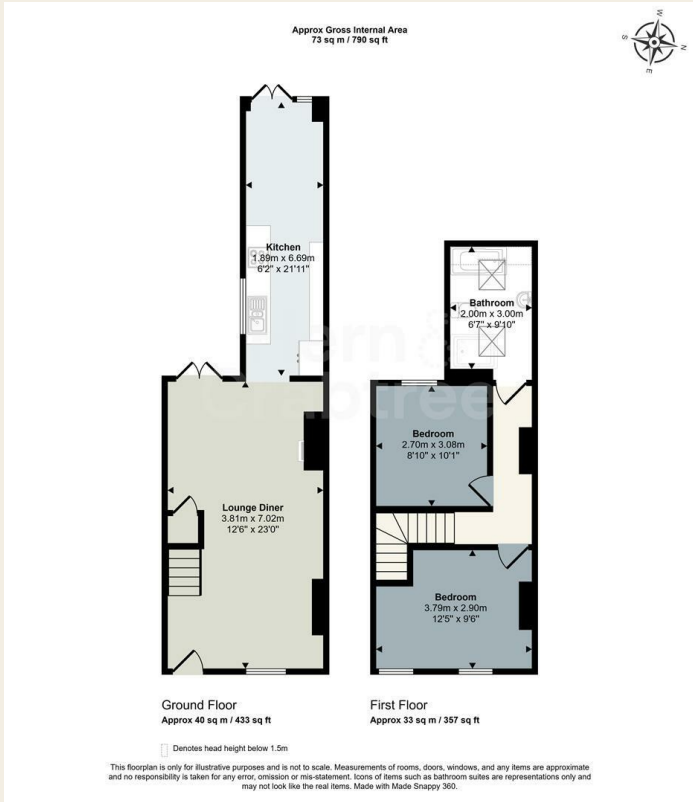 Approx Gross Internal Area
73 sq m / 790 sq ft
W
S
N
E
Kitchen
1.89m x 6.69m
6'2" x 21'11"
Bathroom
2.00m x 3.00m
6'7" x 9'10"
Crabtree
Bedroom
2.70m x 3.08m
8'10" x 10'1"
Lounge Diner
3.81m x 7.02m
12'6" x 23'0"
Bedroom
3.79m x 2.90m
12'5" x 9'6"
Ground Floor
Approx 40 sq m / 433 sq ft
First Floor
Approx 33 sq m / 357 sq ft
Denotes head height below 1.5m
This floorplan is only for illustrative purposes and is not to scale. Measurements of rooms, doors, windows, and any items are approximate
and no responsibility is taken for any error, omission or mis-statement. Icons of items such as bathroom suites are representations only and
may not look like the real items. Made with Made Snappy 360.